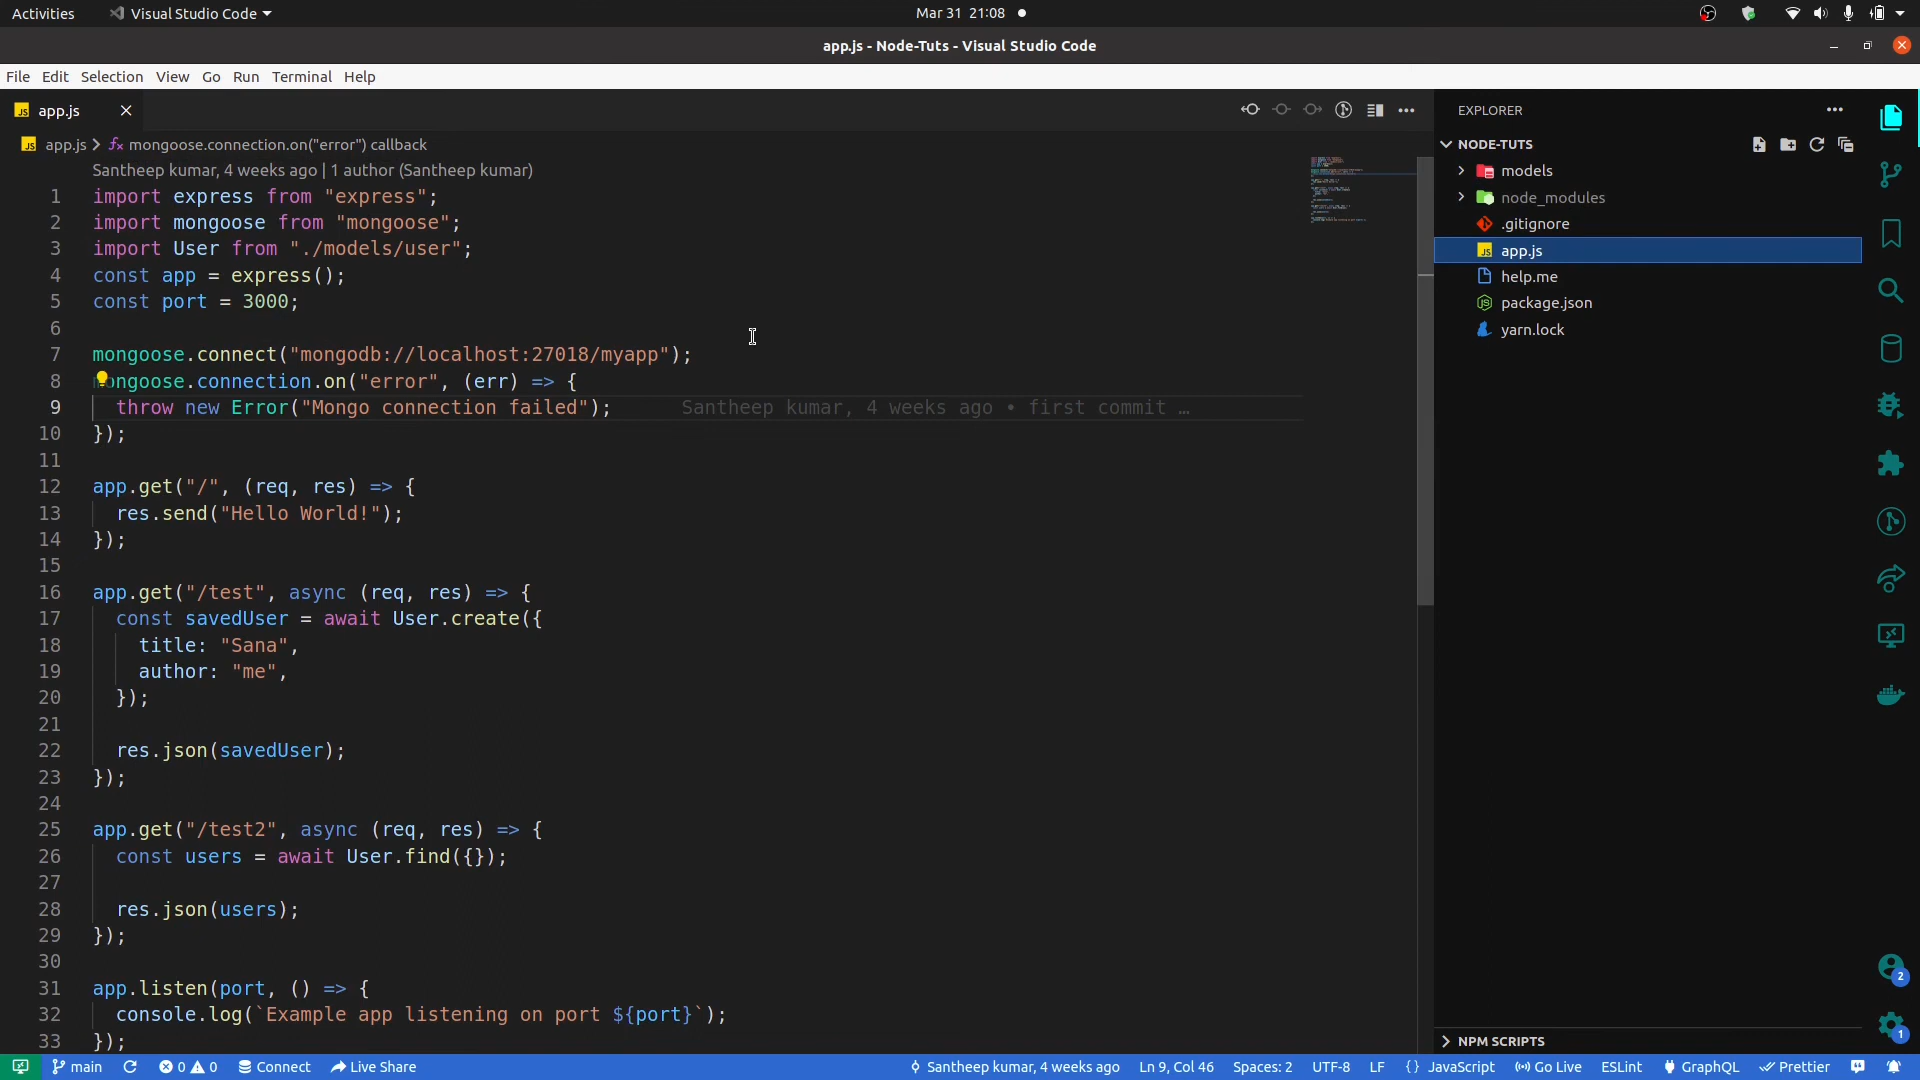 Activities
Visual Studio Code
Mar 31 21:08
app.js - Node-Tuts - Visual Studio Code
File Edit Selection View Go Run Terminal Help
JS app.js
JS app.js > mongoose.connection.on("error") callback
Santheep kumar, 4 weeks ago | 1 author (Santheep kumar)
1 import express from "express";
2 import mongoose from "mongoose";
3 import User from "./models/user";
4 const app = express();
5 const port = 3000;
6
7 mongoose.connect("mongodb://localhost:27018/myapp");
8 mongoose.connection.on("error", (err) => {
9 throw new Error("Mongo connection failed"); Santheep kumar, 4 weeks ago • first commit …
10 });
11
12 app.get("/", (req, res) => {
13 res.send("Hello World!");
14 });
15
16 app.get("/test", async (req, res) => {
17 const savedUser = await User.create({
18 title: "Sana",
19 author: "me",
20 });
21
22 res.json(savedUser);
23 });
24
25 app.get("/test2", async (req, res) => {
26 const users = await User.find({});
27
28 res.json(users);
29 });
30
31 app.listen(port, () => {
32 console.log(`Example app listening on port ${port}`);
33 });
EXPLORER
NODE-TUTS
models
node_modules
.gitignore
JS app.js
help.me
package.json
yarn.lock
NPM SCRIPTS
2
1
main 0 0 Connect Live Share Santheep kumar, 4 weeks ago Ln 9, Col 46 Spaces: 2 UTF-8 LF {} JavaScript Go Live ESLint GraphQL Prettier